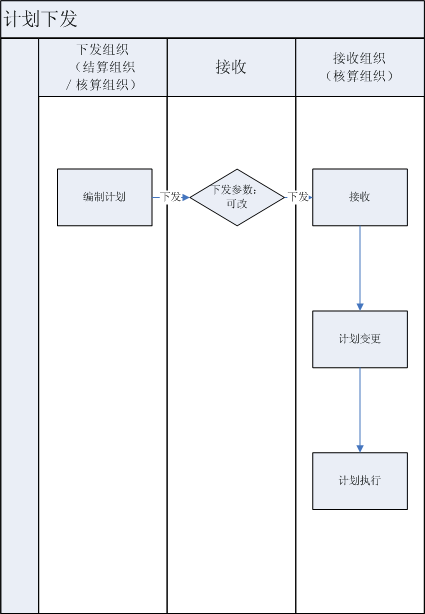 计划下发
下发组织
（结算组织
/核算组织）
接收
接收组织
（核算组织）
编制计划
下发
下发参数：
可改
下发
接收
计划变更
计划执行